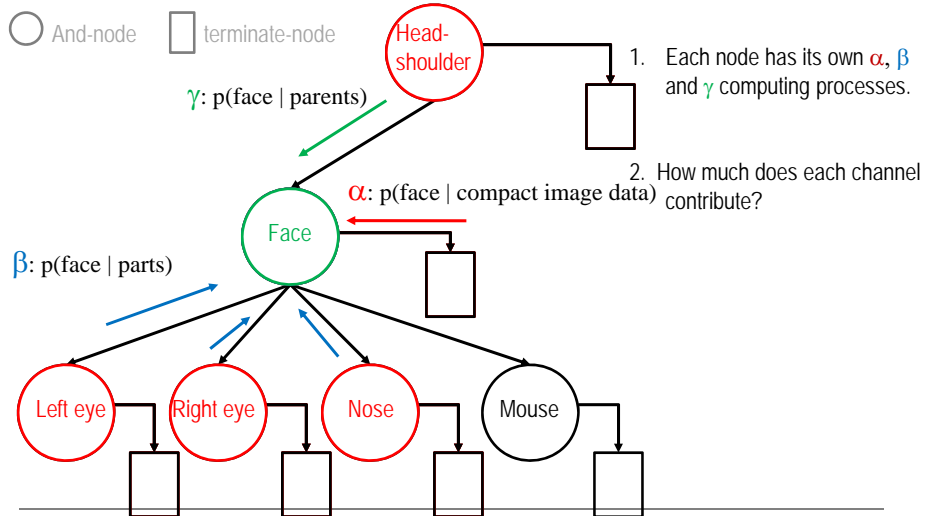 And-node
terminate-node
Head-
shoulder
1. Each node has its own α, β
and γ computing processes.
γ: p(face | parents)
2. How much does each channel
contribute?
α: p(face | compact image data)
Face
β: p(face | parts)
Left eye
Right eye
Nose
Mouse